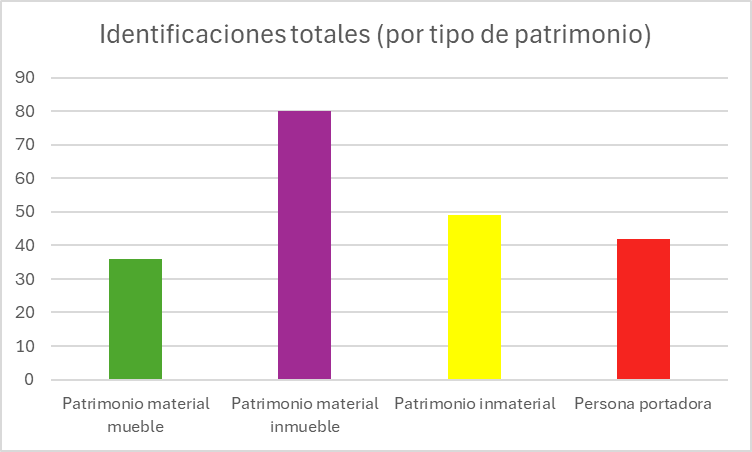 Identificaciones totales (por tipo de patrimonio)
90
80
70
60
50
40
30
20
10
0
Patrimonio material
mueble
Patrimonio material
inmueble
Patrimonio inmaterial
Persona portadora